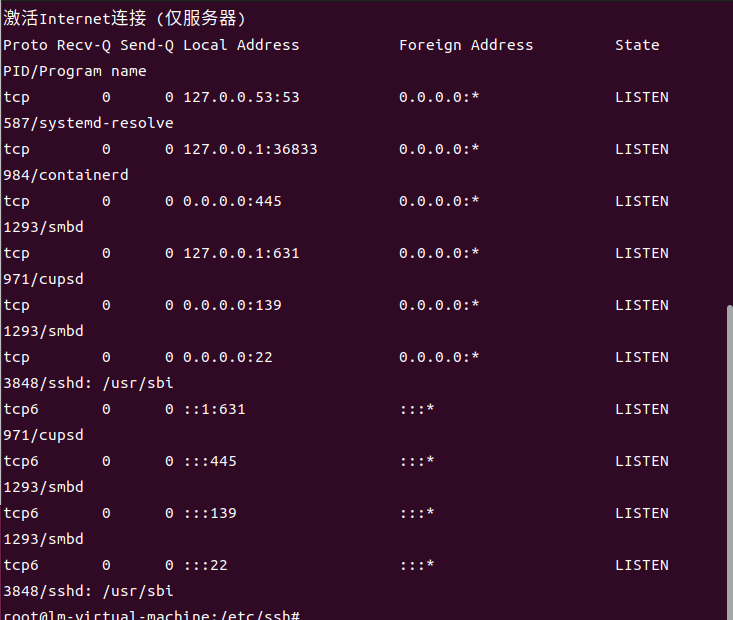 激活Internet连接 (仅服务器)
Proto Recv-Q Send-Q Local Address           Foreign Address         State
PID/Program name
tcp        0      0 127.0.0.53:53           0.0.0.0:*               LISTEN
587/systemd-resolve
tcp        0      0 127.0.0.1:36833         0.0.0.0:*               LISTEN
984/containerd
tcp        0      0 0.0.0.0:445             0.0.0.0:*               LISTEN
1293/smbd
tcp        0      0 127.0.0.1:631           0.0.0.0:*               LISTEN
971/cupsd
tcp        0      0 0.0.0.0:139             0.0.0.0:*               LISTEN
1293/smbd
tcp        0      0 0.0.0.0:22              0.0.0.0:*               LISTEN
3848/sshd: /usr/sbi
tcp6       0      0 ::1:631                 :::*                    LISTEN
971/cupsd
tcp6       0      0 :::445                  :::*                    LISTEN
1293/smbd
tcp6       0      0 :::139                  :::*                    LISTEN
1293/smbd
tcp6       0      0 :::22                   :::*                    LISTEN
3848/sshd: /usr/sbi
root@lm-virtual-machine:/etc/ssh#